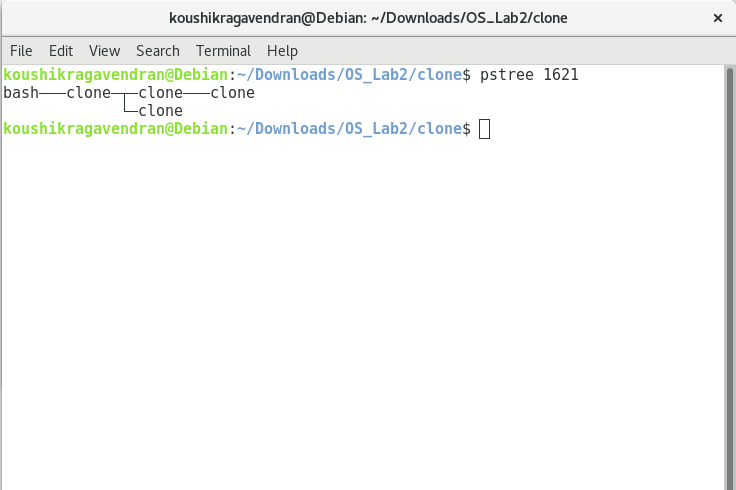 koushikragavendran@Debian: ~/Downloads/OS_Lab2/clone ×
File Edit View Search Terminal Help
koushikragavendran@Debian:~/Downloads/OS_Lab2/clone$ pstree 1621
bash───clone─┬─clone───clone
             └─clone
koushikragavendran@Debian:~/Downloads/OS_Lab2/clone$